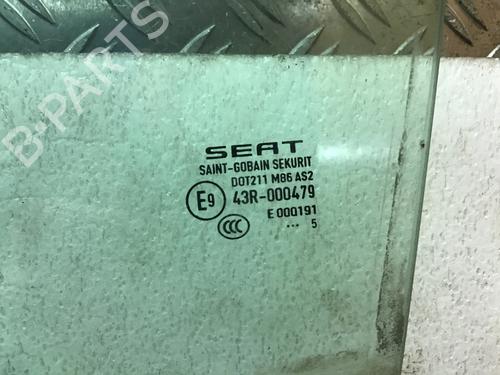 B-PARTS
SEAT
SAINT-GOBAIN SEKURIT
DOT211 M86 AS2
E9 43R-000479
E 000191
CCC ... 5